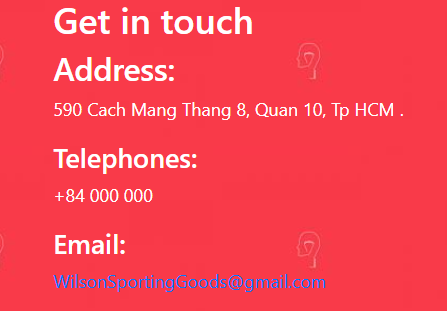 Get in touch
Address:
590 Cach Mang Thang 8, Quan 10, Tp HCM .
Telephones:
+84 000 000
Email:
WilsonSportingGoods@gmail.com